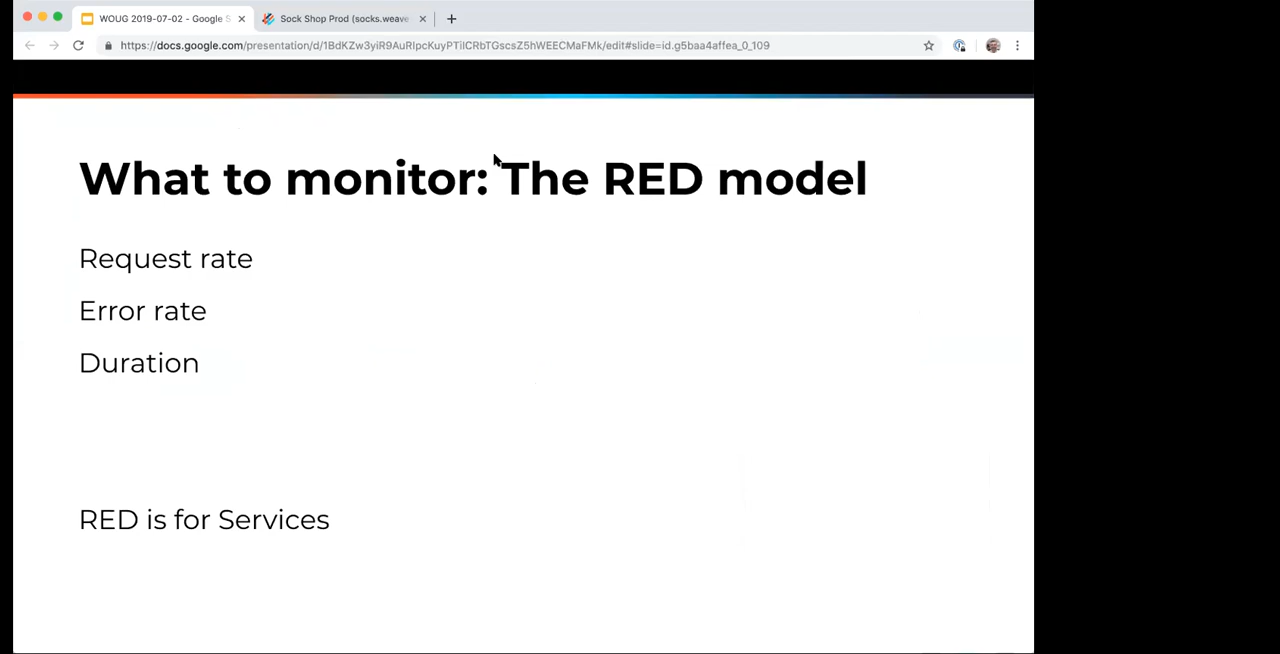 WOUG 2019-07-02 - Google S
Sock Shop Prod (socks.weave
https://docs.google.com/presentation/d/1BdKZw3yiR9AuRIpcKuyPTiICRbTGscsZ5hWEECMaFMk/edit#slide=id.g5baa4affea_0_109
What to monitor: The RED model
Request rate
Error rate
Duration
RED is for Services